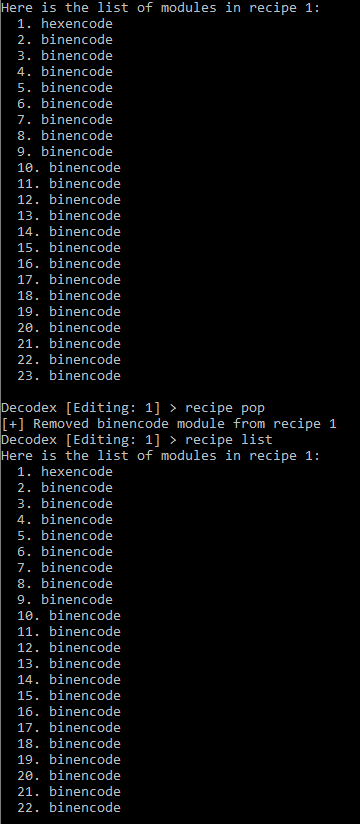 Here is the list of modules in recipe 1:
  1. hexencode
  2. binencode
  3. binencode
  4. binencode
  5. binencode
  6. binencode
  7. binencode
  8. binencode
  9. binencode
  10. binencode
  11. binencode
  12. binencode
  13. binencode
  14. binencode
  15. binencode
  16. binencode
  17. binencode
  18. binencode
  19. binencode
  20. binencode
  21. binencode
  22. binencode
  23. binencode

Decodex [Editing: 1] > recipe pop
[+] Removed binencode module from recipe 1
Decodex [Editing: 1] > recipe list
Here is the list of modules in recipe 1:
  1. hexencode
  2. binencode
  3. binencode
  4. binencode
  5. binencode
  6. binencode
  7. binencode
  8. binencode
  9. binencode
  10. binencode
  11. binencode
  12. binencode
  13. binencode
  14. binencode
  15. binencode
  16. binencode
  17. binencode
  18. binencode
  19. binencode
  20. binencode
  21. binencode
  22. binencode